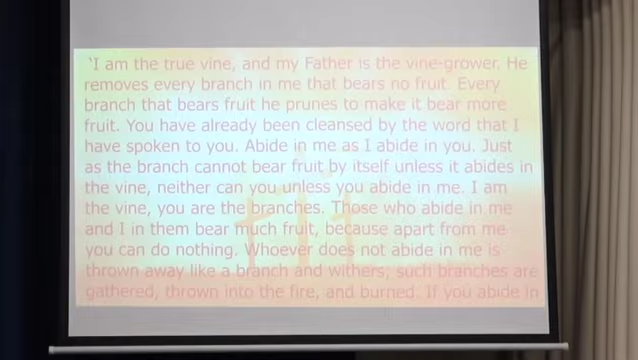 ‘I am the true vine, and my Father is the vine-grower. He
removes every branch in me that bears no fruit. Every
branch that bears fruit he prunes to make it bear more
fruit. You have already been cleansed by the word that I
have spoken to you. Abide in me as I abide in you. Just
as the branch cannot bear fruit by itself unless it abides in
the vine, neither can you unless you abide in me. I am
the vine, you are the branches. Those who abide in me
and I in them bear much fruit, because apart from me
you can do nothing. Whoever does not abide in me is
thrown away like a branch and withers; such branches are
gathered, thrown into the fire, and burned. If you abide in